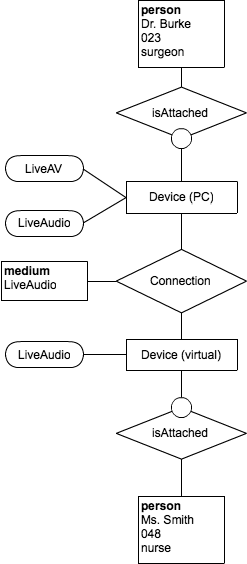 person
Dr. Burke
023
surgeon
isAttached
LiveAV
Device (PC)
LiveAudio
medium
LiveAudio
Connection
LiveAudio
Device (virtual)
isAttached
person
Ms. Smith
048
nurse